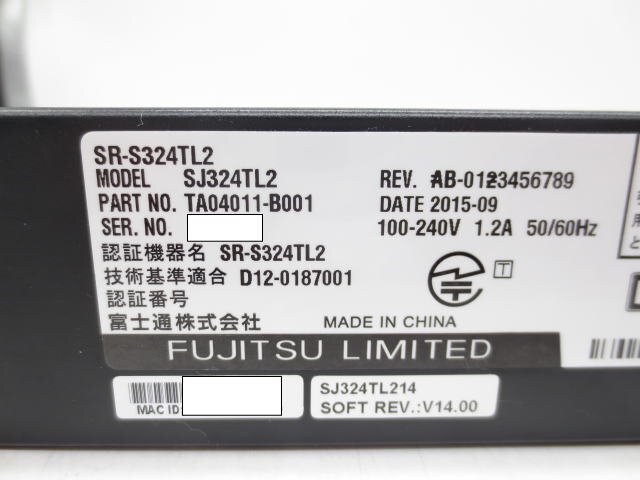 SR-S324TL2
MODEL SJ324TL2
REV. AB-0123456789
PART NO. TA04011-B001
DATE 2015-09
SER. NO.
100-240V 1.2A 50/60Hz
認証機器名 SR-S324TL2
技術基準適合 D12-0187001
認証番号
T
富士通株式会社
MADE IN CHINA
FUJITSU LIMITED
MAC ID:
SJ324TL214
SOFT REV.:V14.00